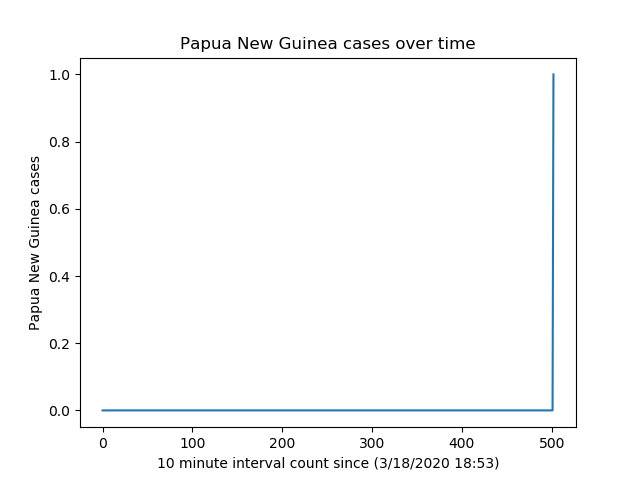 Papua New Guinea cases over time
1.0
0.8
0.6
0.4
0.2
0.0
Papua New Guinea cases
0 100 200 300 400 500
10 minute interval count since (3/18/2020 18:53)